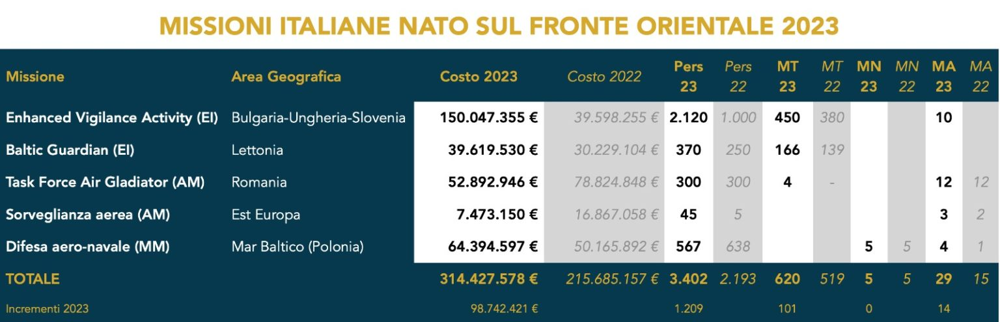 MISSIONI ITALIANE NATO SUL FRONTE ORIENTALE 2023
Missione Area Geografica Costo 2023 Costo 2022 Pers 23 Pers 22 MT 23 MT 22 MN 23 MN 22 MA 23 MA 22
Enhanced Vigilance Activity (EI) Bulgaria-Ungheria-Slovenia 150.047.355 € 39.598.255 € 2.120 1.000 450 380 10
Baltic Guardian (EI) Lettonia 39.619.530 € 30.229.104 € 370 250 166 139
Task Force Air Gladiator (AM) Romania 52.892.946 € 78.824.848 € 300 300 4 - 12 12
Sorveglianza aerea (AM) Est Europa 7.473.150 € 16.867.058 € 45 5 3 2
Difesa aero-navale (MM) Mar Baltico (Polonia) 64.394.597 € 50.165.892 € 567 638 5 5 4 1
TOTALE 314.427.578 € 215.685.157 € 3.402 2.193 620 519 5 5 29 15
Incrementi 2023 98.742.421 € 1.209 101 0 14